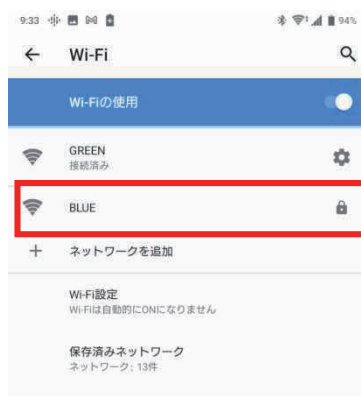 9:33 94%
Wi-Fi
Wi-Fiの使用
GREEN
接続済み
BLUE
ネットワークを追加
Wi-Fi設定
Wi-Fiは自動的にONになりません
保存済みネットワーク
ネットワーク: 13件